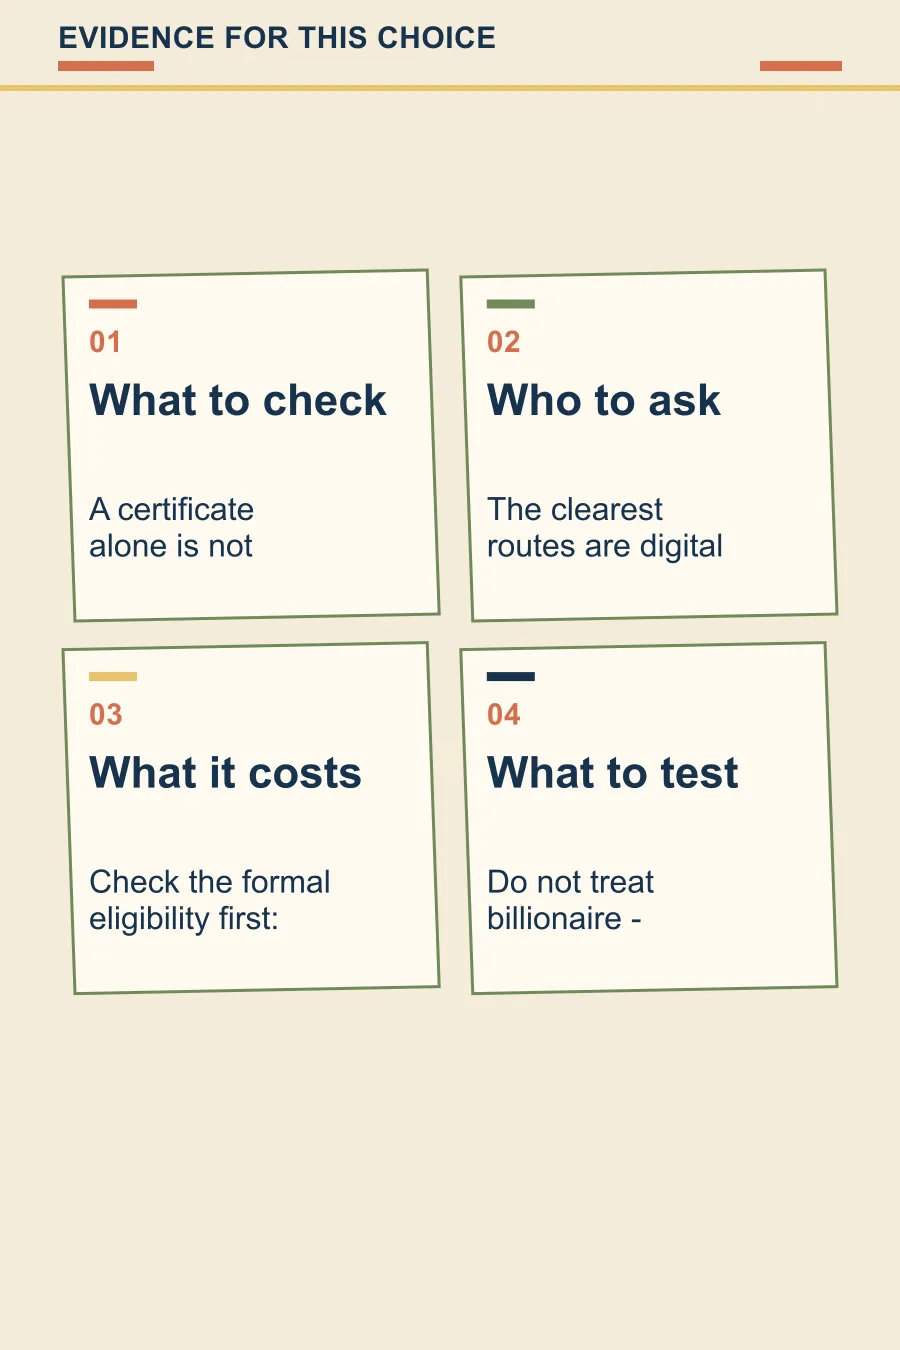 EVIDENCE FOR THIS CHOICE
01
What to check
A certificate
alone is not
02
Who to ask
The clearest
routes are digital
03
What it costs
Check the formal
eligibility first:
04
What to test
Do not treat
billionaire -